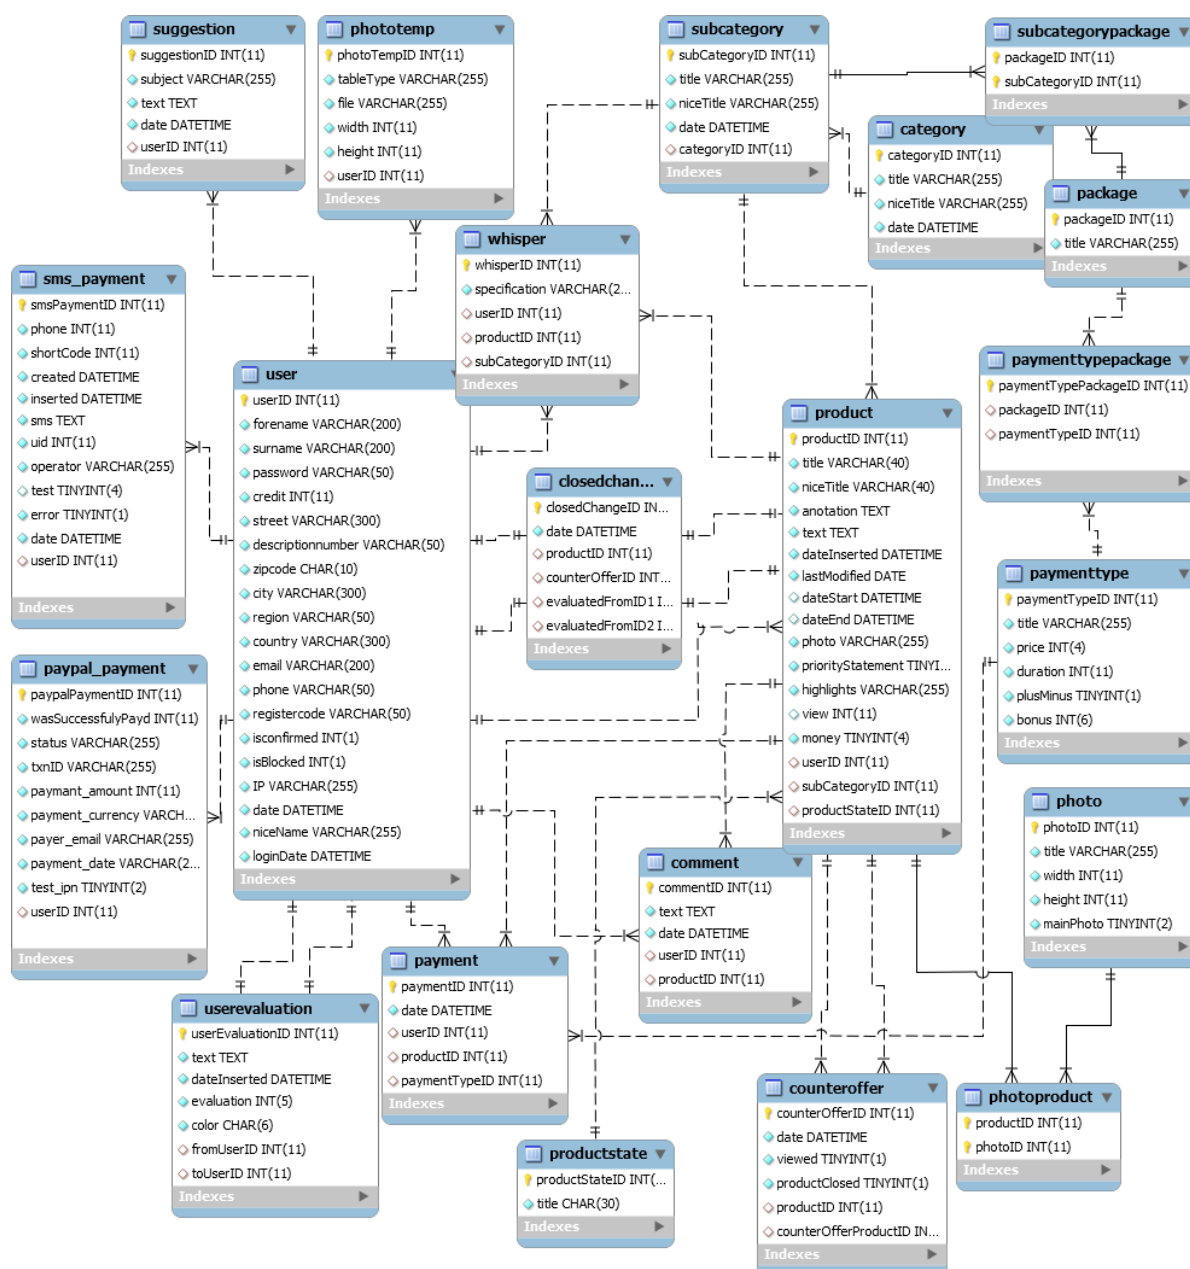 suggestion
suggestionID INT(11)
subject VARCHAR(255)
text TEXT
date DATETIME
userID INT(11)
Indexes
phototemp
photoTempID INT(11)
tableType VARCHAR(255)
file VARCHAR(255)
width INT(11)
height INT(11)
userID INT(11)
Indexes
subcategory
subCategoryID INT(11)
title VARCHAR(255)
niceTitle VARCHAR(255)
date DATETIME
categoryID INT(11)
Indexes
subcategorypackage
packageID INT(11)
subCategoryID INT(11)
Indexes
category
categoryID INT(11)
title VARCHAR(255)
niceTitle VARCHAR(255)
date DATETIME
Indexes
package
packageID INT(11)
title VARCHAR(255)
Indexes
whisper
whisperID INT(11)
specification VARCHAR(2...
userID INT(11)
productID INT(11)
subCategoryID INT(11)
Indexes
sms_payment
smsPaymentID INT(11)
phone INT(11)
shortCode INT(11)
created DATETIME
inserted DATETIME
sms TEXT
uid INT(11)
operator VARCHAR(255)
test TINYINT(4)
error TINYINT(1)
date DATETIME
userID INT(11)
Indexes
user
userID INT(11)
forename VARCHAR(200)
surname VARCHAR(200)
password VARCHAR(50)
credit INT(11)
street VARCHAR(300)
descriptionnumber VARCHAR(50)
zipcode CHAR(10)
city VARCHAR(300)
region VARCHAR(50)
country VARCHAR(300)
email VARCHAR(200)
phone VARCHAR(50)
registercode VARCHAR(50)
isconfirmed INT(1)
isBlocked INT(1)
IP VARCHAR(255)
date DATETIME
niceName VARCHAR(255)
loginDate DATETIME
Indexes
paymenttypepackage
paymentTypePackageID INT(11)
packageID INT(11)
paymentTypeID INT(11)
Indexes
product
productID INT(11)
title VARCHAR(40)
niceTitle VARCHAR(40)
anotation TEXT
text TEXT
dateInserted DATETIME
lastModified DATE
dateStart DATETIME
dateEnd DATETIME
photo VARCHAR(255)
priorityStatement TINYI...
highlights VARCHAR(255)
view INT(11)
money TINYINT(4)
userID INT(11)
subCategoryID INT(11)
productStateID INT(11)
Indexes
closedchan...
closedChangeID IN...
date DATETIME
productID INT(11)
counterOfferID INT...
evaluatedFromID1 I...
evaluatedFromID2 I...
Indexes
paymenttype
paymentTypeID INT(11)
title VARCHAR(255)
price INT(4)
duration INT(11)
plusMinus TINYINT(1)
bonus INT(6)
Indexes
paypal_payment
paypalPaymentID INT(11)
wasSuccessfulyPayd INT(11)
status VARCHAR(255)
txnID VARCHAR(255)
paymant_amount INT(11)
payment_currency VARCH...
payer_email VARCHAR(255)
payment_date VARCHAR(2...
test_ipn TINYINT(2)
userID INT(11)
Indexes
photo
photoID INT(11)
title VARCHAR(255)
width INT(11)
height INT(11)
mainPhoto TINYINT(2)
Indexes
comment
commentID INT(11)
text TEXT
date DATETIME
userID INT(11)
productID INT(11)
Indexes
payment
paymentID INT(11)
date DATETIME
userID INT(11)
productID INT(11)
paymentTypeID INT(11)
Indexes
userevaluation
userEvaluationID INT(11)
text TEXT
dateInserted DATETIME
evaluation INT(5)
color CHAR(6)
fromUserID INT(11)
toUserID INT(11)
Indexes
counteroffer
counterOfferID INT(11)
date DATETIME
viewed TINYINT(1)
productClosed TINYINT(1)
productID INT(11)
counterOfferProductID IN...
Indexes
photoproduct
productID INT(11)
photoID INT(11)
Indexes
productstate
productStateID INT(...
title CHAR(30)
Indexes